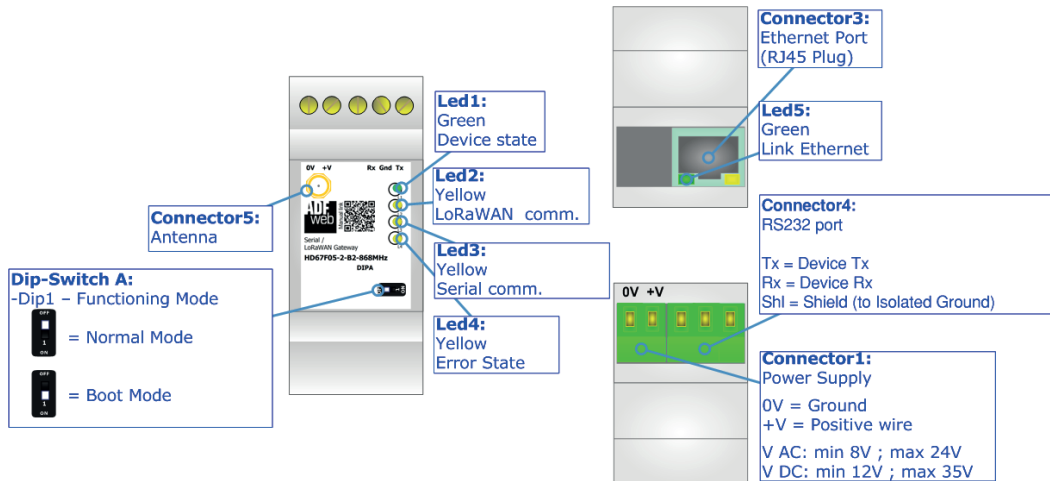 Connector3:
Ethernet Port
(RJ45 Plug)
Led1:
Green
Device state
Led5:
Green
Link Ethernet
0V +V Rx Gnd Tx
Led2:
Yellow
LoRaWAN comm.
Connector5:
Antenna
ADF
web
Manual link
Serial /
LoRaWAN Gateway
HD67F05-2-B2-868MHz
DIPA
Connector4:
RS232 port
Tx = Device Tx
Rx = Device Rx
Shl = Shield (to Isolated Ground)
Led3:
Yellow
Serial comm.
Dip-Switch A:
-Dip1 – Functioning Mode
OFF
1
ON
= Normal Mode
OFF
1
ON
= Boot Mode
Led4:
Yellow
Error State
0V +V
Connector1:
Power Supply
0V = Ground
+V = Positive wire
V AC: min 8V ; max 24V
V DC: min 12V ; max 35V